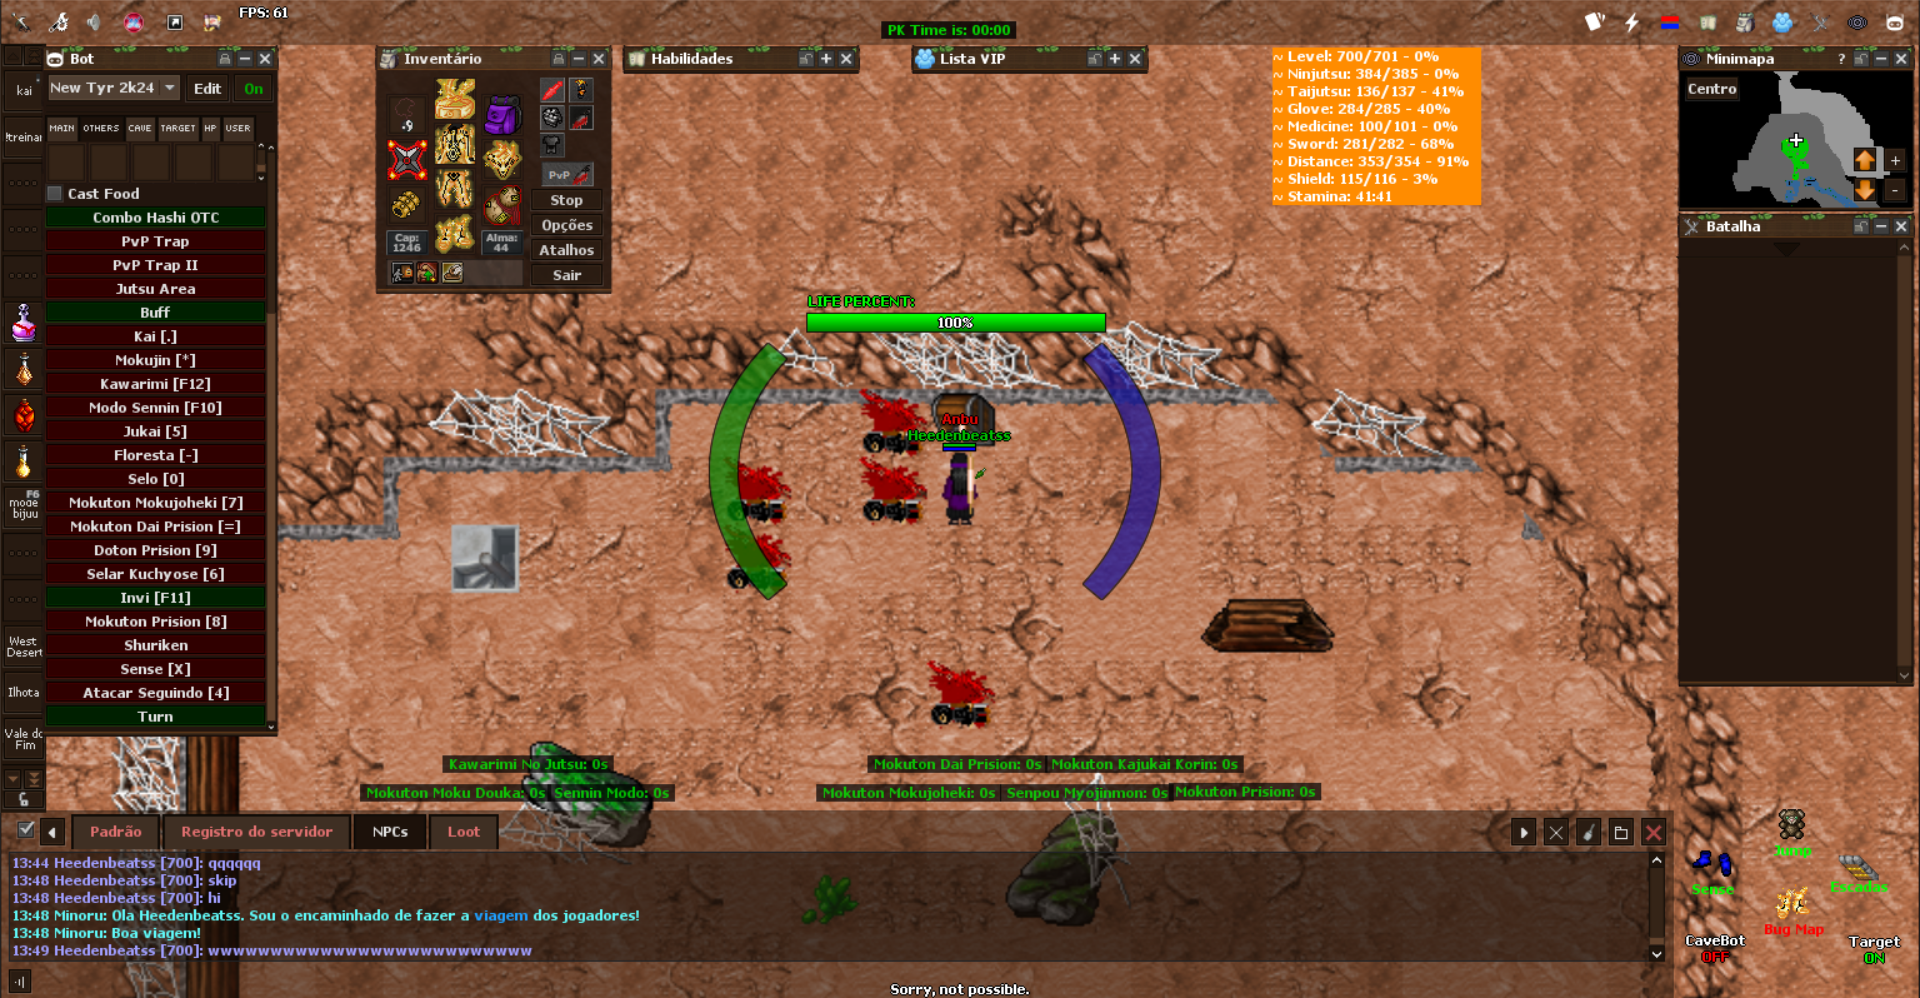 FPS: 61
PK Time is: 00:00
Bot
New Tyr 2k24
Edit
On
MAIN
OTHERS
CAVE
TARGET
HP
USER
Cast Food
Combo Hashi OTC
PvP Trap
PvP Trap II
Jutsu Area
Buff
Kai [.]
Mokujin [*]
Kawarimi [F12]
Modo Sennin [F10]
Jukai [5]
Floresta [-]
Selo [0]
Mokuton Mokujoheki [7]
Mokuton Dai Prision [=]
Doton Prision [9]
Selar Kuchyose [6]
Invi [F11]
Mokuton Prision [8]
Shuriken
Sense [X]
Atacar Seguindo [4]
Turn
kai
F6
bijuu
West
Desert
Ilhota
Fim
Inventário
.9
Cap:
1246
Alma:
44
PvP
Stop
Opções
Atalhos
Sair
Habilidades
Lista VIP
~ Level: 700/701 - 0%
~ Ninjutsu: 384/385 - 0%
~ Taijutsu: 136/137 - 41%
~ Glove: 284/285 - 40%
~ Medicine: 100/101 - 0%
~ Sword: 281/282 - 68%
~ Distance: 353/354 - 91%
~ Shield: 115/116 - 3%
~ Stamina: 41:41
Minimapa
?
Centro
+
-
Batalha
LIFE PERCENT:
100%
Anbu
Heedenbeatss
Kawarimi No Jutsu: 0s
Mokuton Dai Prision: 0s
Mokuton Kajukai Korin: 0s
Mokuton Moku Douka: 0s
Sennin Modo: 0s
Mokuton Mokujoheki: 0s
Senpou Myojinmon: 0s
Mokuton Prision: 0s
Padrão
Registro do servidor
NPCs
Loot
13:44 Heedenbeatss [700]: qqqqqq
13:48 Heedenbeatss [700]: skip
13:48 Heedenbeatss [700]: hi
13:48 Minoru: Ola Heedenbeatss. Sou o encaminhado de fazer a viagem dos jogadores!
13:48 Minoru: Boa viagem!
13:49 Heedenbeatss [700]: wwwwwwwwwwwwwwwwwwwwwwwwww
Sorry, not possible.
Jump
Sense
Escadas
Bug Map
CaveBot
OFF
Target
ON